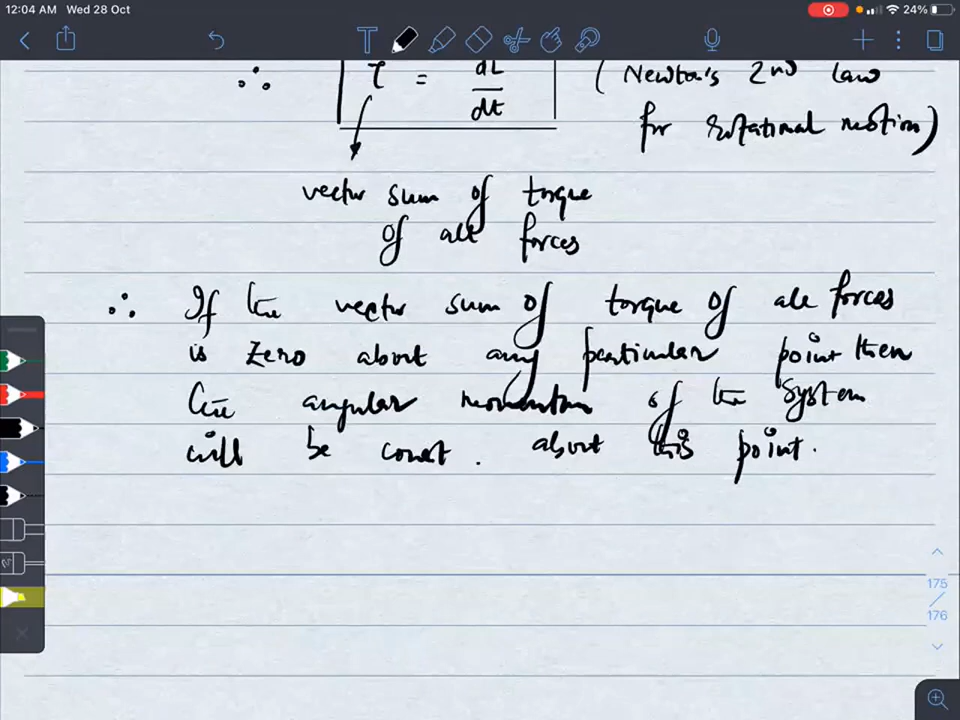 12:04 AM Wed 28 Oct
24%
∴ τ = dL/dt (Newton's 2nd law
for rotational motion)
vector sum of torque
of all forces
∴ If the vector sum of torque of all forces
is zero about any particular point then
the angular momentum of the system
will be const. about this point.
175
/
176